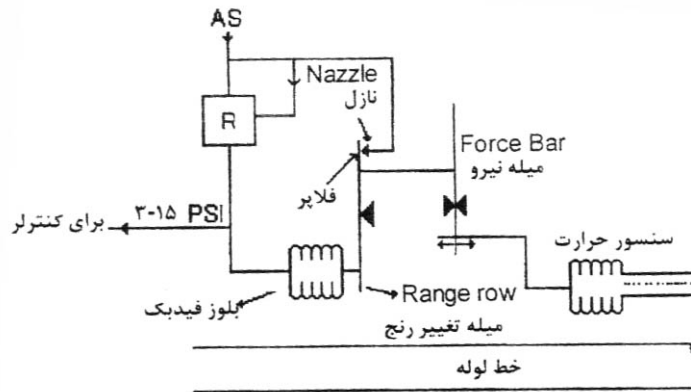 AS
Nazzle
نازل
R
Force Bar
میله نیرو
فلاپر
۳-۱۵ PSI
برای کنترلر
سنسور حرارت
بلوز فیدبک
Range row
میله تغییر رنج
خط لوله